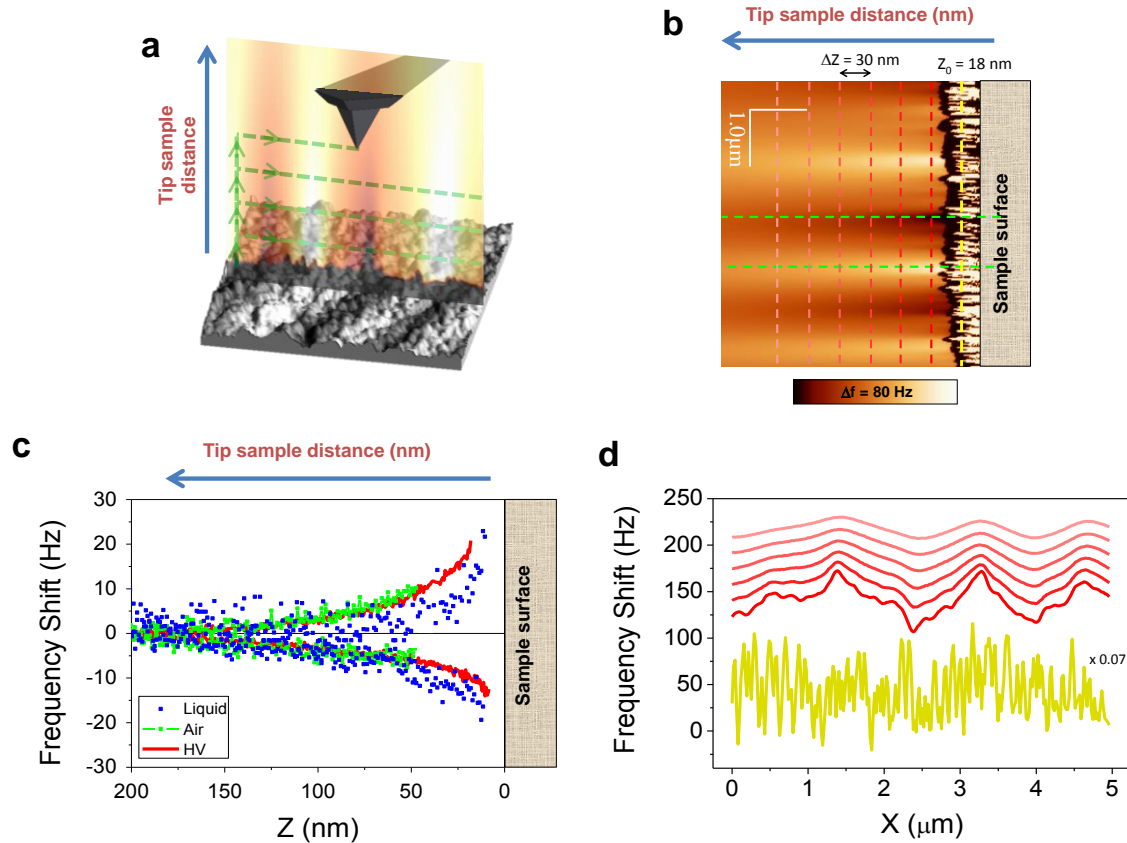 a
Tip sample
distance
b
Tip sample distance (nm)
ΔZ = 30 nm
Z0 = 18 nm
1.0μm
Sample surface
Δf = 80 Hz
c
Tip sample distance (nm)
Frequency Shift (Hz)
30
20
10
0
-10
-20
-30
Liquid
Air
HV
Sample surface
200
150
100
50
0
Z (nm)
d
Frequency Shift (Hz)
250
200
150
100
50
0
x 0.07
0
1
2
3
4
5
X (μm)